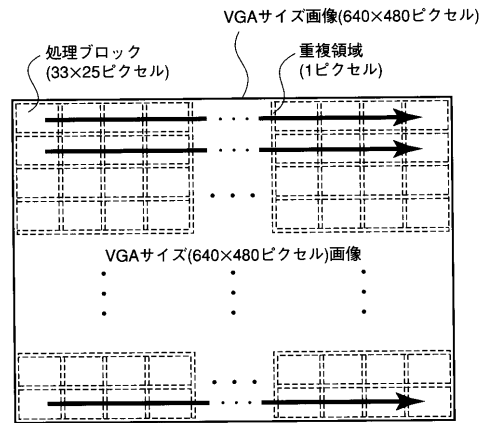 VGAサイズ画像(640×480ピクセル)
処理ブロック
(33×25ピクセル)
重複領域
(1ピクセル)
VGAサイズ(640×480ピクセル)画像